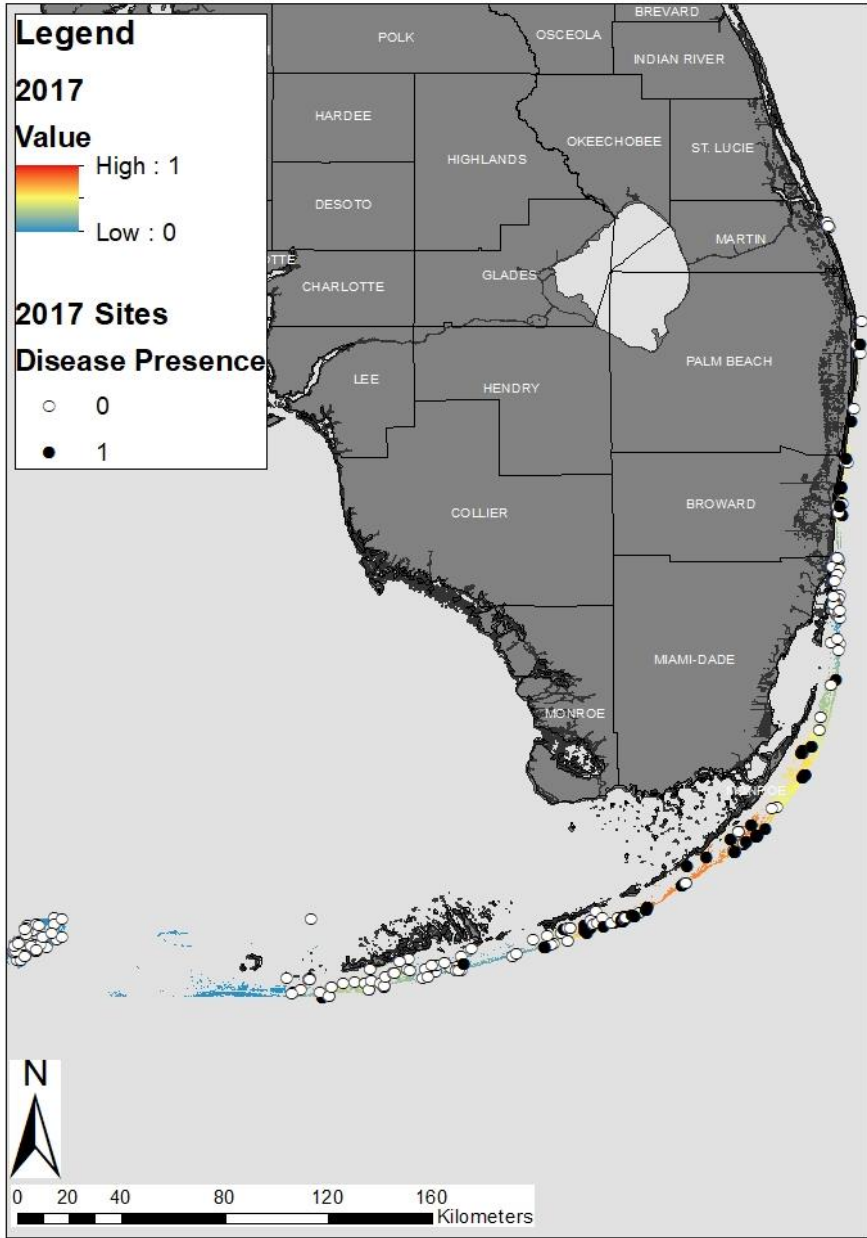 Legend
2017
Value
High : 1
Low : 0
2017 Sites
Disease Presence
0
1
BREVARD
OSCEOLA
POLK
INDIAN RIVER
HARDEE
OKEECHOBEE
ST. LUCIE
HIGHLANDS
DESOTO
MARTIN
OTTE
GLADES
CHARLOTTE
PALM BEACH
LEE
HENDRY
BROWARD
COLLIER
MIAMI-DADE
MONROE
MONROE
N
0 20 40 80 120 160
Kilometers